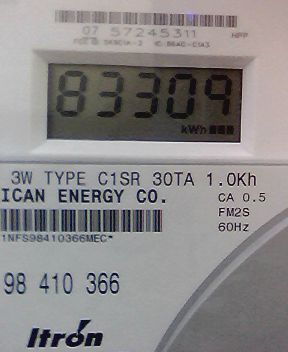 07 57245311 HPP
83309
kWh
3W TYPE C1SR 30TA 1.0Kh
ICAN ENERGY CO. CA 0.5
FM2S
60Hz
1NFS98410366MEC*
98 410 366
Itron